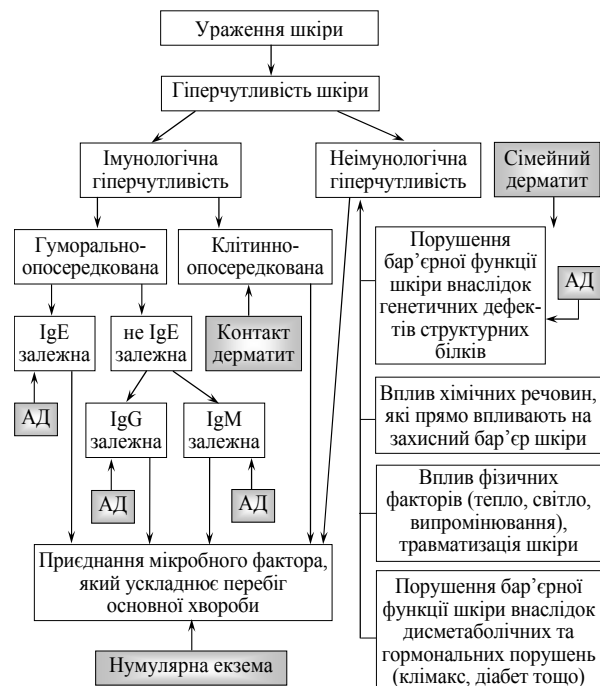 Ураження шкіри
Гіперчутливість шкіри
Імунологічна
гіперчутливість
Неімунологічна
гіперчутливість
Сімейний
дерматит
Гуморально-
опосередкована
Клітинно-
опосередкована
Порушення
бар’єрної функції
шкіри внаслідок
генетичних дефек-
тів структурних
білків
АД
IgE
залежна
не IgE
залежна
Контакт
дерматит
АД
IgG
залежна
IgM
залежна
Вплив хімічних речовин,
які прямо впливають на
захисний бар’єр шкіри
АД
АД
Вплив фізичних
факторів (тепло, світло,
випромінювання),
травматизація шкіри
Приєднання мікробного фактора,
який ускладнює перебіг
основної хвороби
Порушення бар’єрної
функції шкіри внаслідок
дисметаболічних та
гормональних порушень
(клімакс, діабет тощо)
Нумулярна екзема